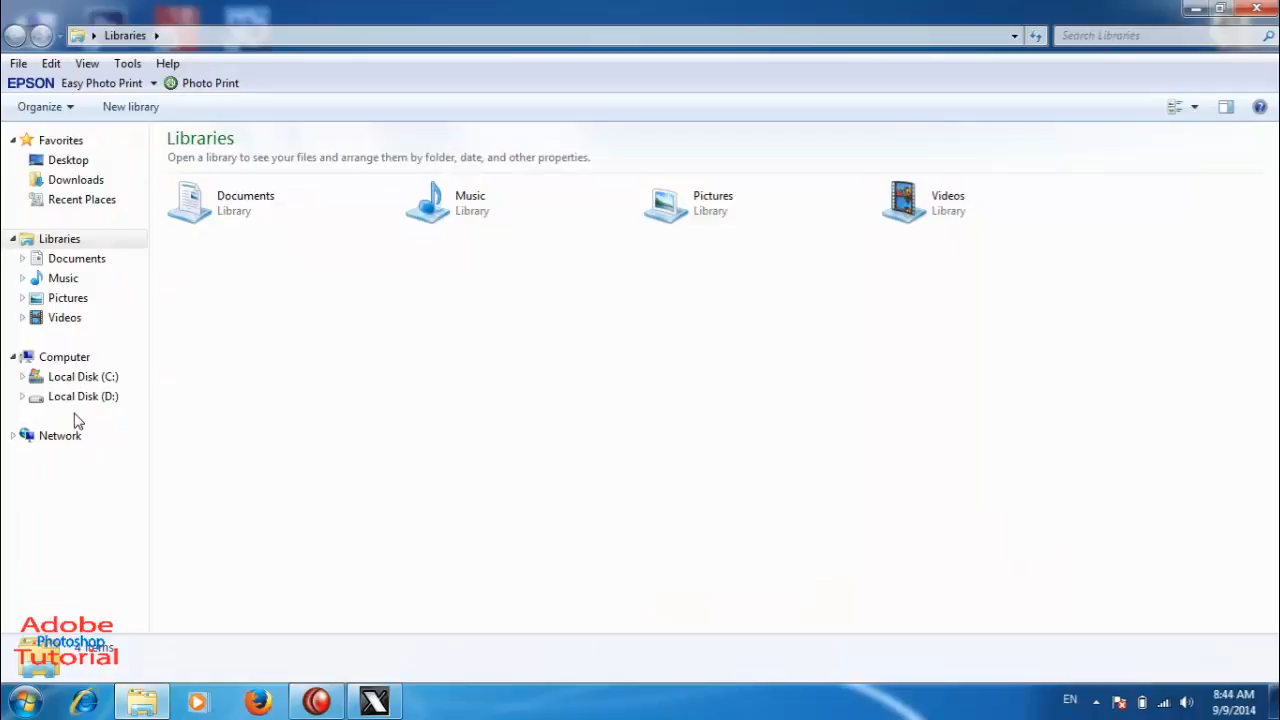 Libraries
Search Libraries
File Edit View Tools Help
EPSON Easy Photo Print Photo Print
Organize New library
Favorites
Desktop
Downloads
Recent Places
Libraries
Documents
Music
Pictures
Videos
Computer
Local Disk (C:)
Local Disk (D:)
Network
Libraries
Open a library to see your files and arrange them by folder, date, and other properties.
Documents
Library
Music
Library
Pictures
Library
Videos
Library
Adobe
Photoshop
Tutorial
4 items
EN
8:44 AM
9/9/2014